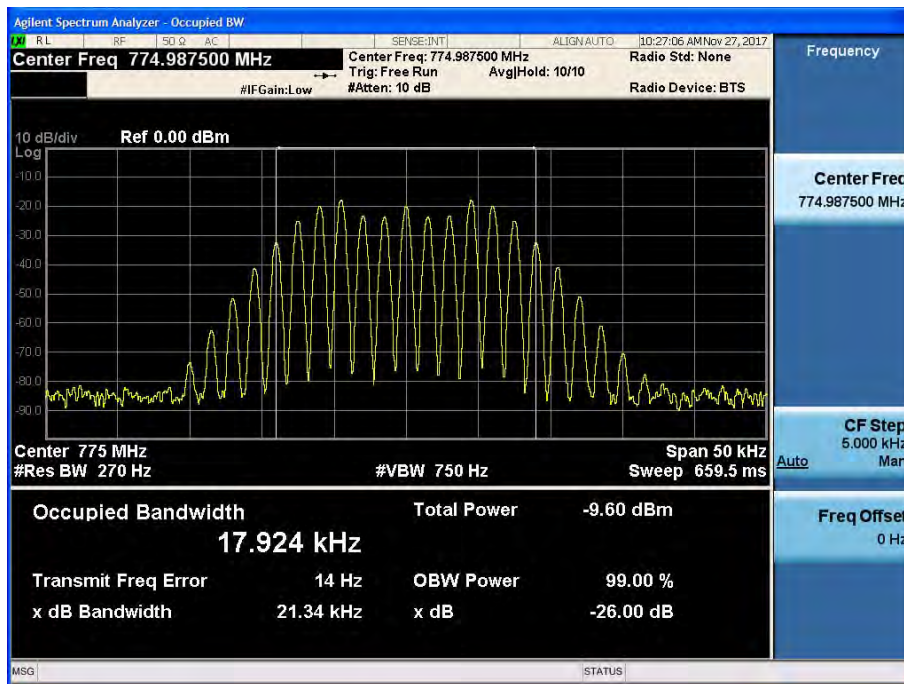 Agilent Spectrum Analyzer - Occupied BW
LXI RL RF 50 Ω AC SENSE:INT ALIGN AUTO 10:27:06 AM Nov 27, 2017
Center Freq 774.987500 MHz
Center Freq: 774.987500 MHz
Radio Std: None
Trig: Free Run Avg|Hold: 10/10
#IFGain:Low #Atten: 10 dB Radio Device: BTS
Frequency
10 dB/div Ref 0.00 dBm
Log
-10.0
-20.0
-30.0
-40.0
-50.0
-60.0
-70.0
-80.0
-90.0
Center 775 MHz Span 50 kHz
#Res BW 270 Hz #VBW 750 Hz Sweep 659.5 ms
Occupied Bandwidth Total Power -9.60 dBm
17.924 kHz
Transmit Freq Error 14 Hz OBW Power 99.00 %
x dB Bandwidth 21.34 kHz x dB -26.00 dB
Center Freq
774.987500 MHz
CF Step
5.000 kHz
Auto Man
Freq Offset
0 Hz
MSG STATUS